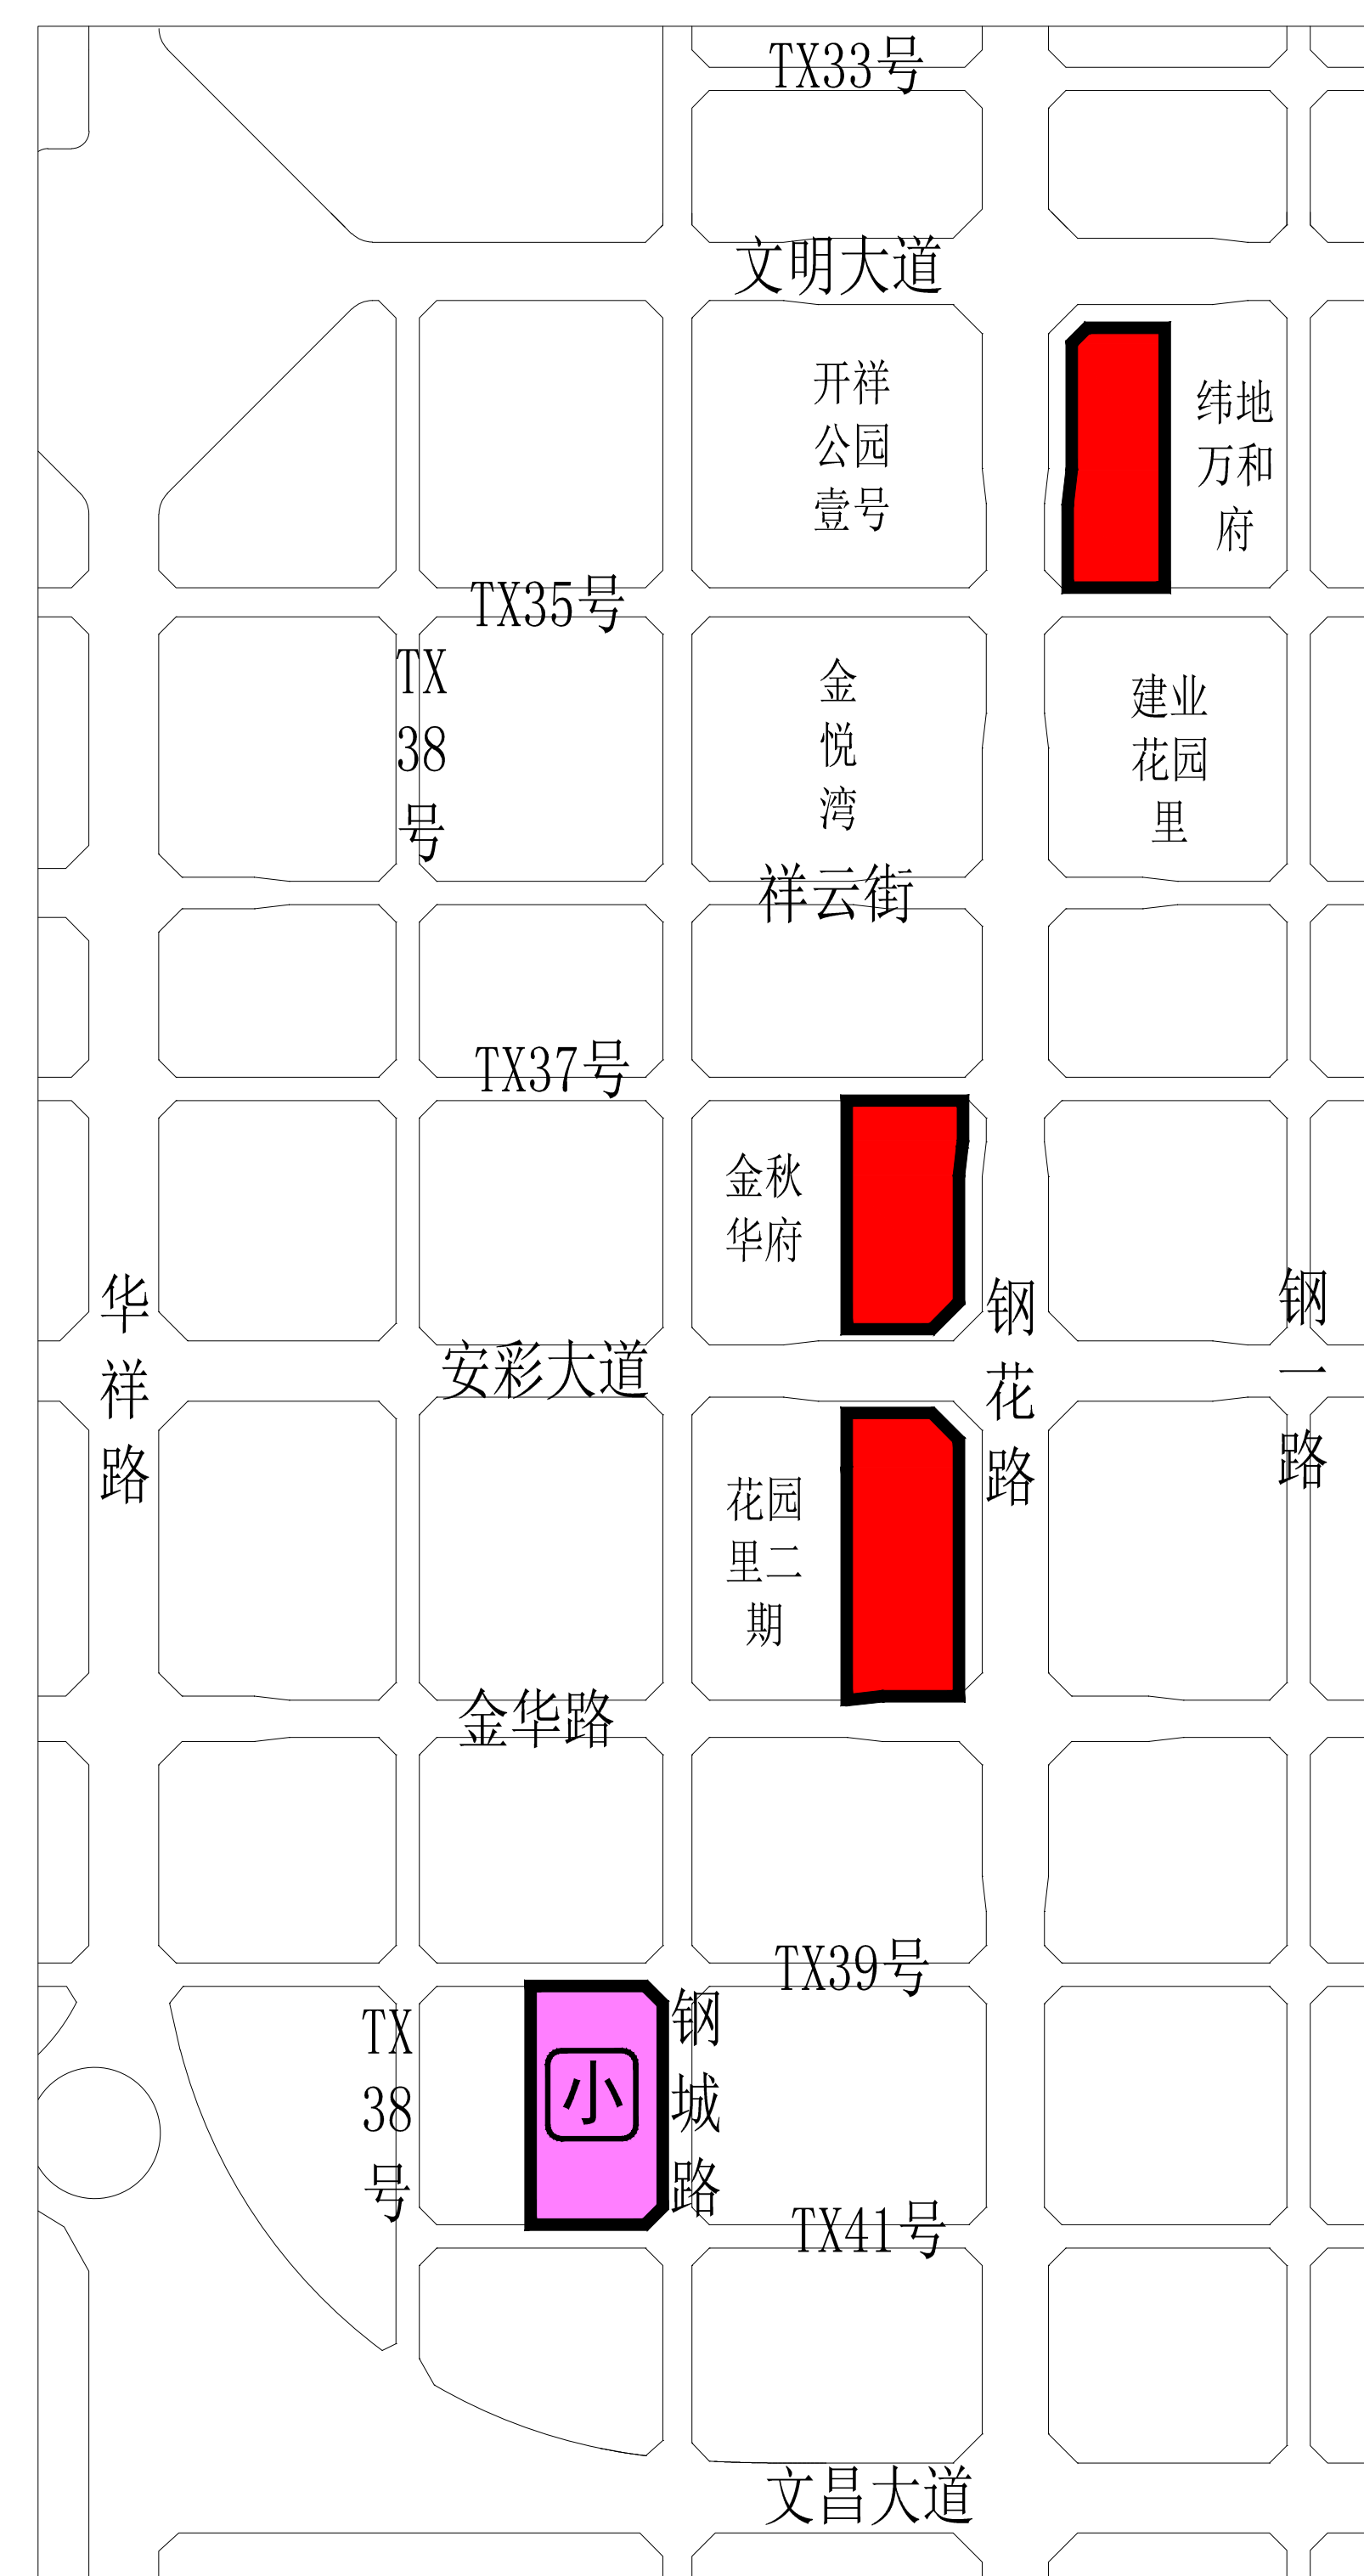 TX33号
文明大道
开祥
公园
壹号
纬地
万和
府
TX35号
TX
38
号
金
悦
湾
建业
花园
里
祥云街
TX37号
金秋
华府
华
祥
路
安彩大道
钢
花
路
钢
一
路
花园
里二
期
金华路
TX39号
TX
38
号
小
钢
城
路
TX41号
文昌大道